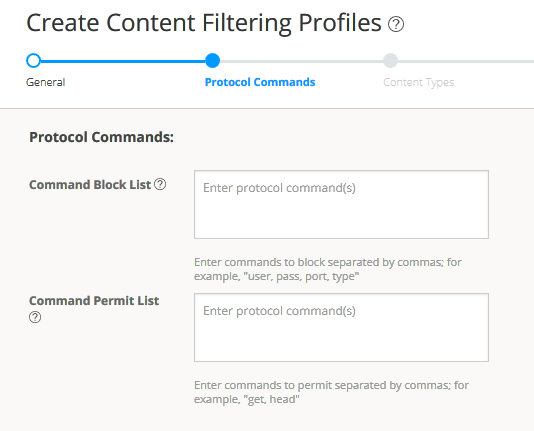 Create Content Filtering Profiles ?
General
Protocol Commands
Content Types
Protocol Commands:
Command Block List ?
Enter protocol command(s)
Enter commands to block separated by commas; for
example, "user, pass, port, type"
Command Permit List
?
Enter protocol command(s)
Enter commands to permit separated by commas; for
example, "get, head"